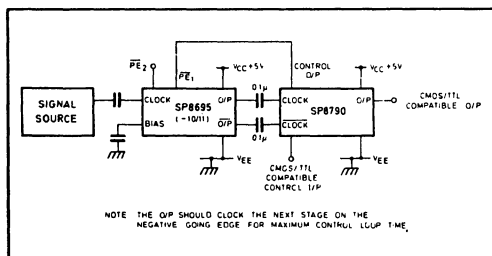 PE2
PE1
VCC +5V
CONTROL
O/P
VCC +5V
SIGNAL
SOURCE
CLOCK
O/P
0.1µ
CLOCK
O/P
CMOS/TTL
COMPATIBLE O/P
SP8695
(-10/11)
SP8790
BIAS
O/P
0.1µ
CLOCK
VEE
CMOS/TTL
COMPATIBLE
CONTROL I/P
VEE
NOTE THE O/P SHOULD CLOCK THE NEXT STAGE ON THE
NEGATIVE GOING EDGE FOR MAXIMUM CONTROL LOOP TIME.